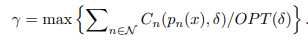 γ = max { ∑_{n∈𝒩} C_n(p_n(x), δ)/OPT(δ) } .